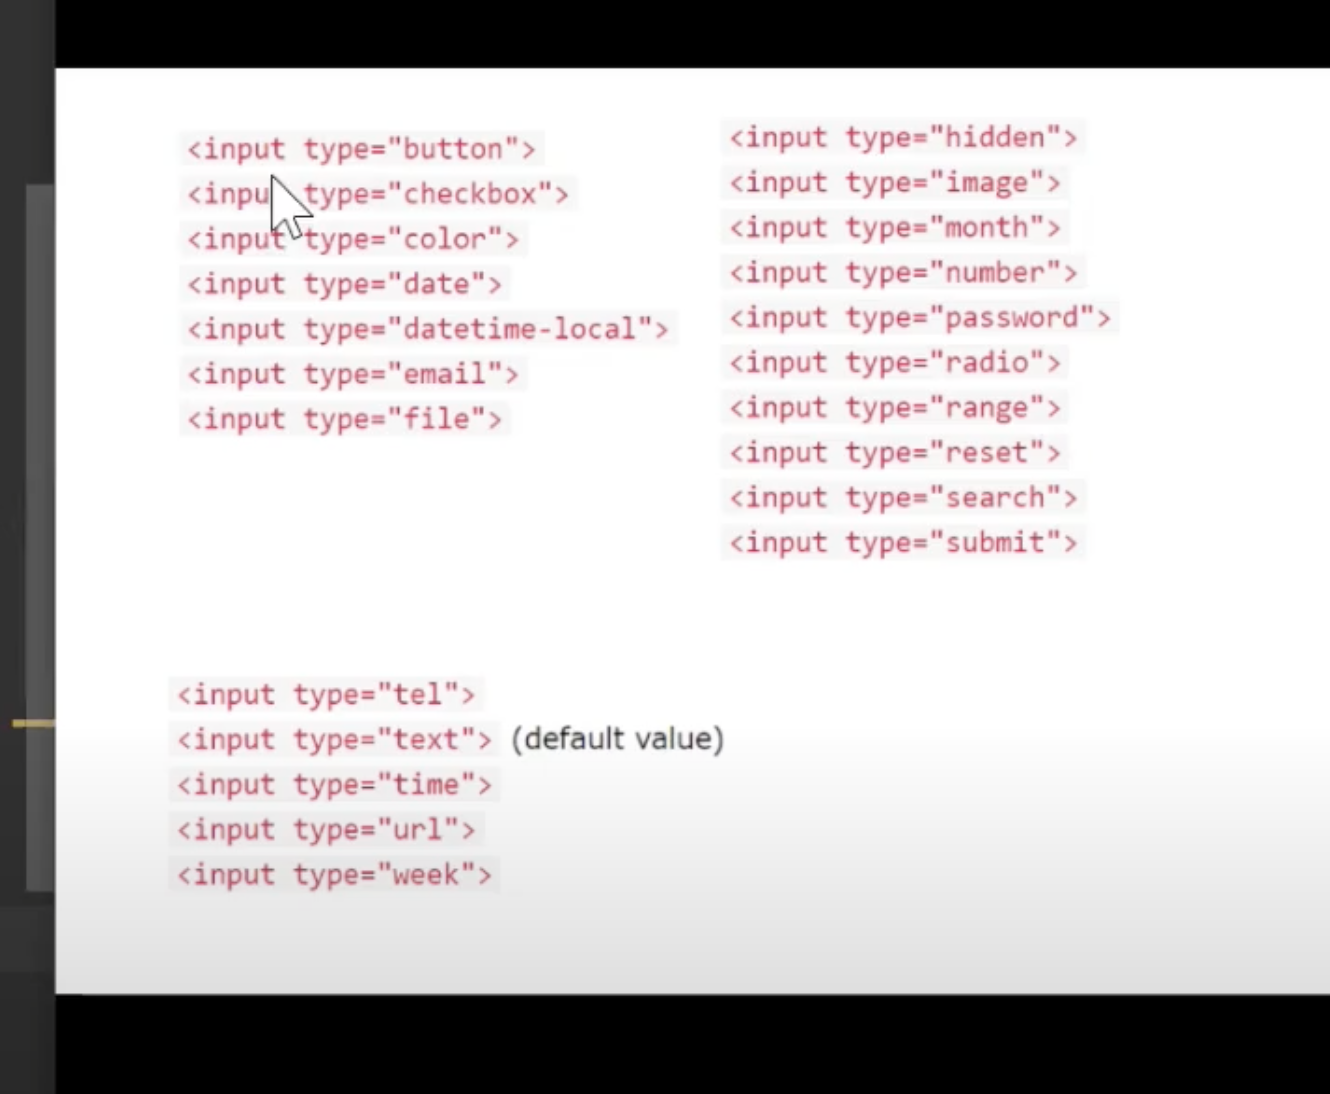 <input type="button">
<input type="checkbox">
<input type="color">
<input type="date">
<input type="datetime-local">
<input type="email">
<input type="file">
<input type="hidden">
<input type="image">
<input type="month">
<input type="number">
<input type="password">
<input type="radio">
<input type="range">
<input type="reset">
<input type="search">
<input type="submit">
<input type="tel">
<input type="text"> (default value)
<input type="time">
<input type="url">
<input type="week">